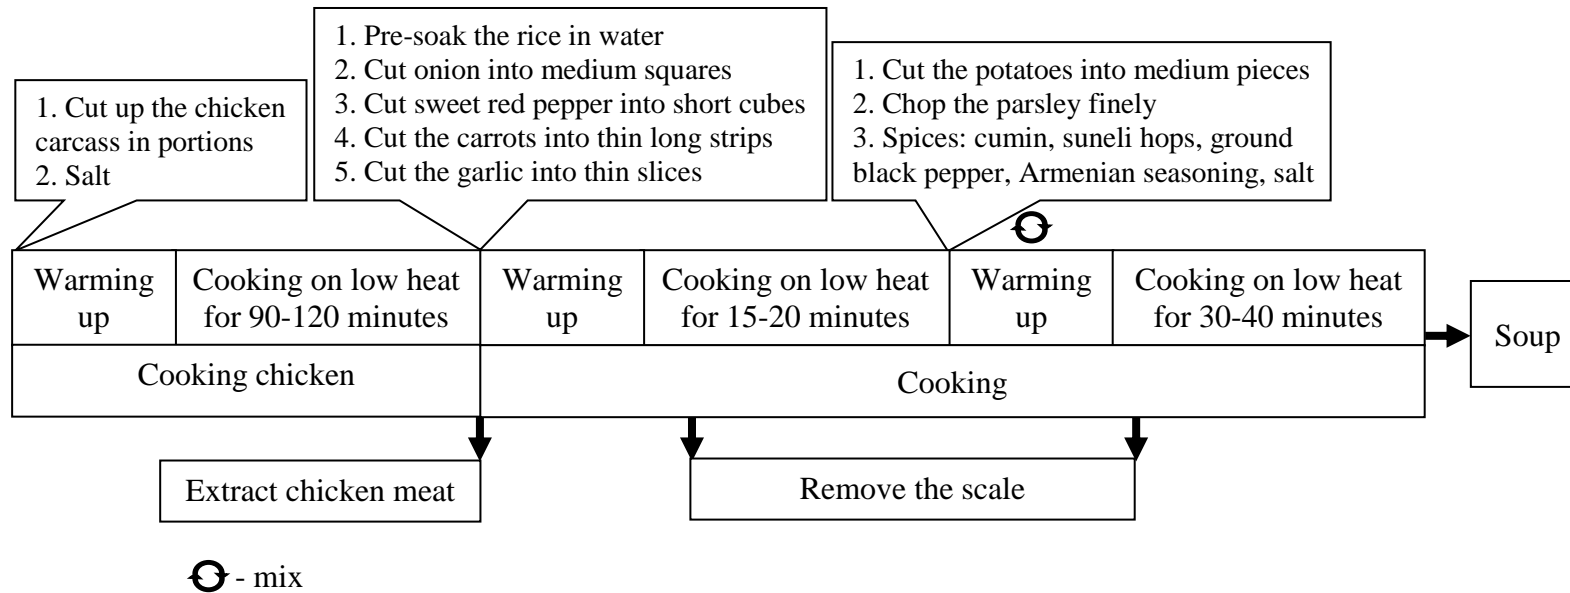 1. Cut up the chicken
carcass in portions
2. Salt
1. Pre-soak the rice in water
2. Cut onion into medium squares
3. Cut sweet red pepper into short cubes
4. Cut the carrots into thin long strips
5. Cut the garlic into thin slices
1. Cut the potatoes into medium pieces
2. Chop the parsley finely
3. Spices: cumin, suneli hops, ground
black pepper, Armenian seasoning, salt
Warming
up
Cooking on low heat
for 90-120 minutes
Warming
up
Cooking on low heat
for 15-20 minutes
Warming
up
Cooking on low heat
for 30-40 minutes
Soup
Cooking chicken
Cooking
Extract chicken meat
Remove the scale
- mix